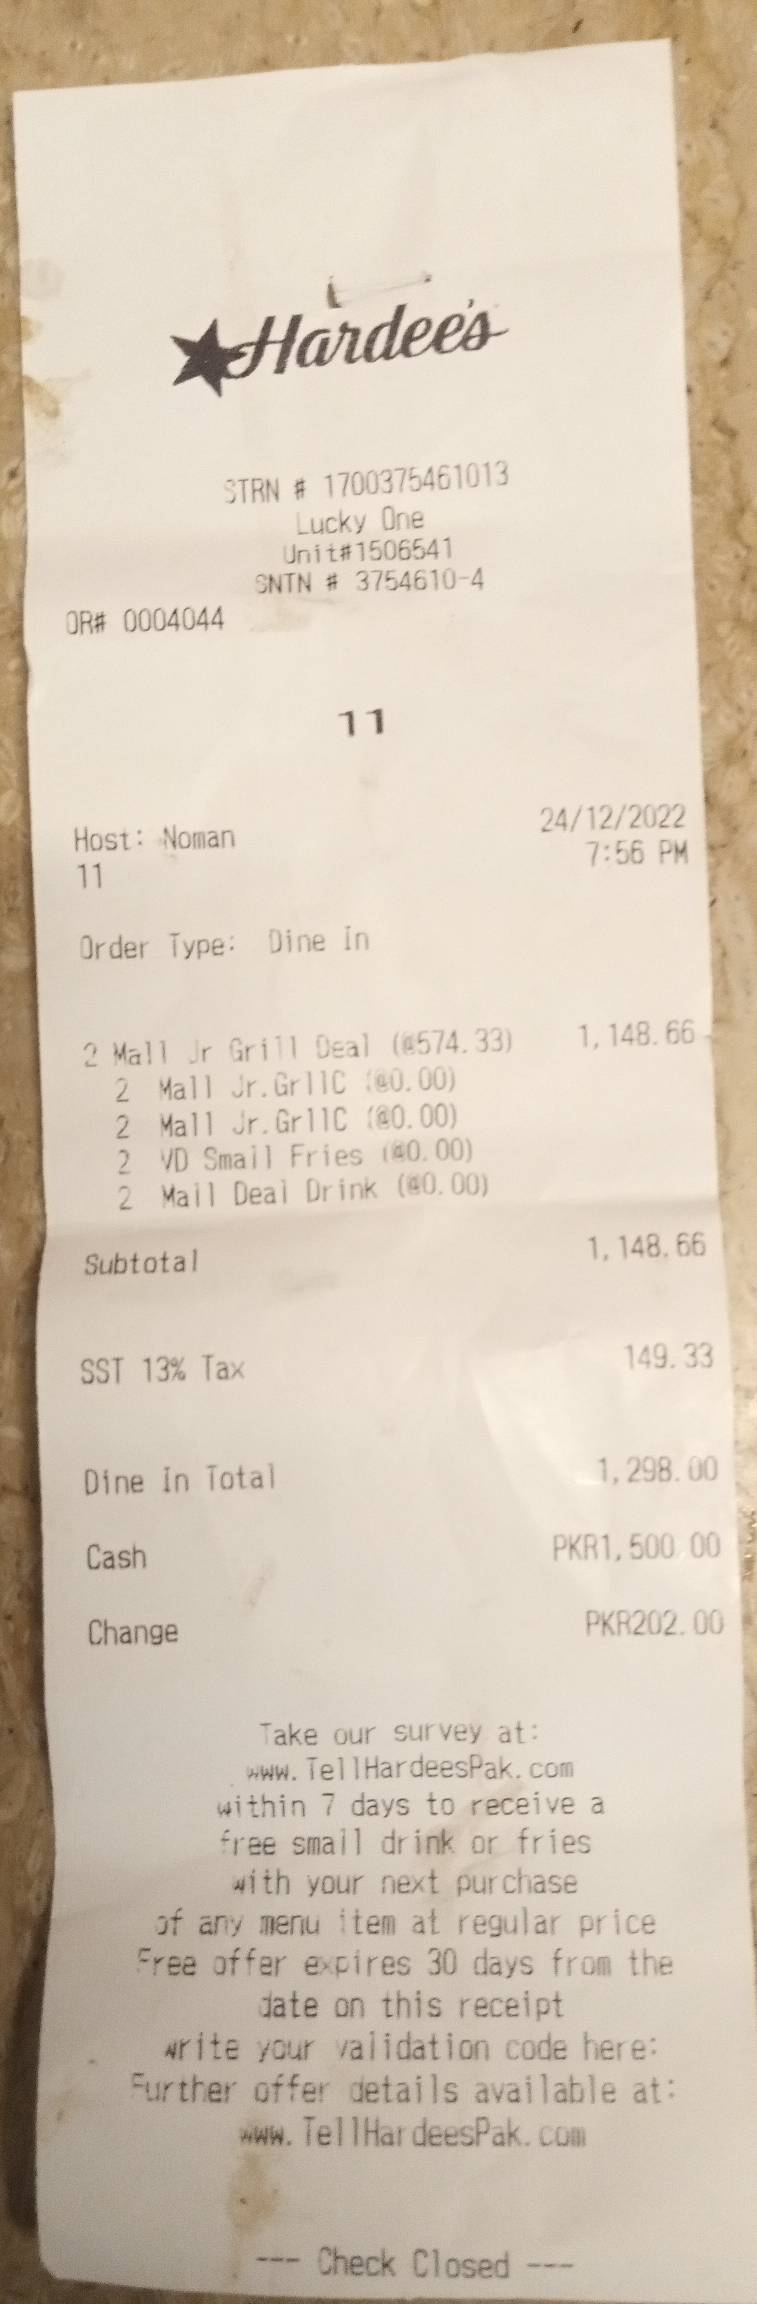 Hardee's
STRN # 1700375461013
Lucky One
Unit#1506541
SNTN # 3754610-4
OR# 0004044
11
Host: Noman 24/12/2022
11 7:56 PM
Order Type: Dine In
2 Mall Jr Grill Deal (@574.33) 1,148.66
2 Mall Jr.GrllC (@0.00)
2 Mall Jr.GrllC (@0.00)
2 VD Small Fries (@0.00)
2 Mall Deal Drink (@0.00)
Subtotal 1,148.66
SST 13% Tax 149.33
Dine In Total 1,298.00
Cash PKR1,500.00
Change PKR202.00
Take our survey at:
www.TellHardeesPak.com
within 7 days to receive a
free small drink or fries
with your next purchase
of any menu item at regular price
Free offer expires 30 days from the
date on this receipt
write your validation code here:
Further offer details available at:
www.TellHardeesPak.com
--- Check Closed ---